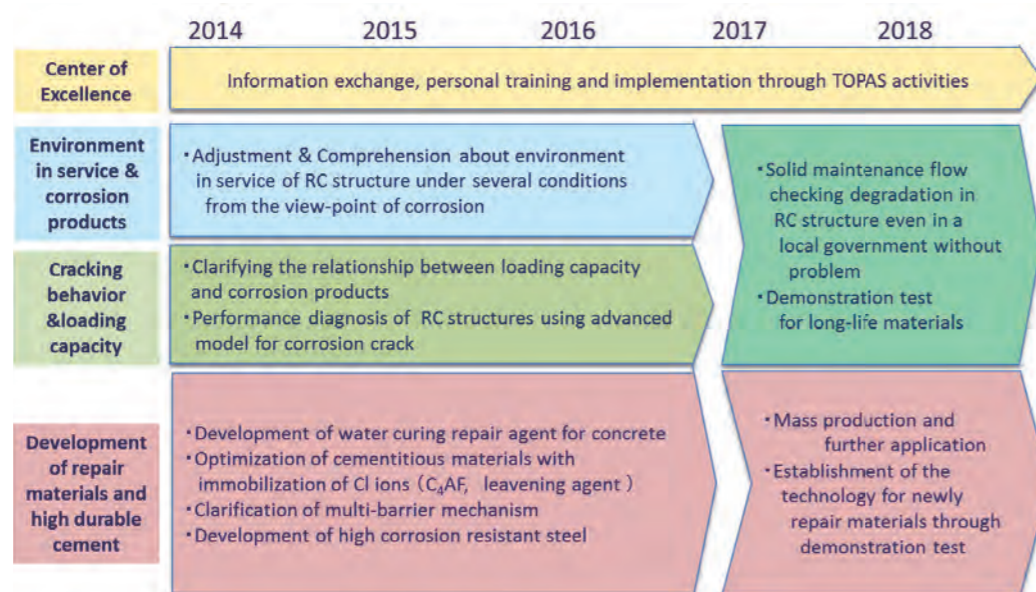 2014 2015 2016 2017 2018
Center of
Excellence
Information exchange, personal training and implementation through TOPAS activities
Environment
in service &
corrosion
products
・Adjustment & Comprehension about environment
in service of RC structure under several conditions
from the view-point of corrosion
Cracking
behavior
&loading
capacity
・Clarifying the relationship between loading capacity
and corrosion products
・Performance diagnosis of RC structures using advanced
model for corrosion crack
・Solid maintenance flow
checking degradation in
RC structure even in a
local government without
problem
・Demonstration test
for long-life materials
Development
of repair
materials and
high durable
cement
・Development of water curing repair agent for concrete
・Optimization of cementitious materials with
immobilization of Cl ions (C₄AF, leavening agent )
・Clarification of multi-barrier mechanism
・Development of high corrosion resistant steel
・Mass production and
further application
・Establishment of the
technology for newly
repair materials through
demonstration test